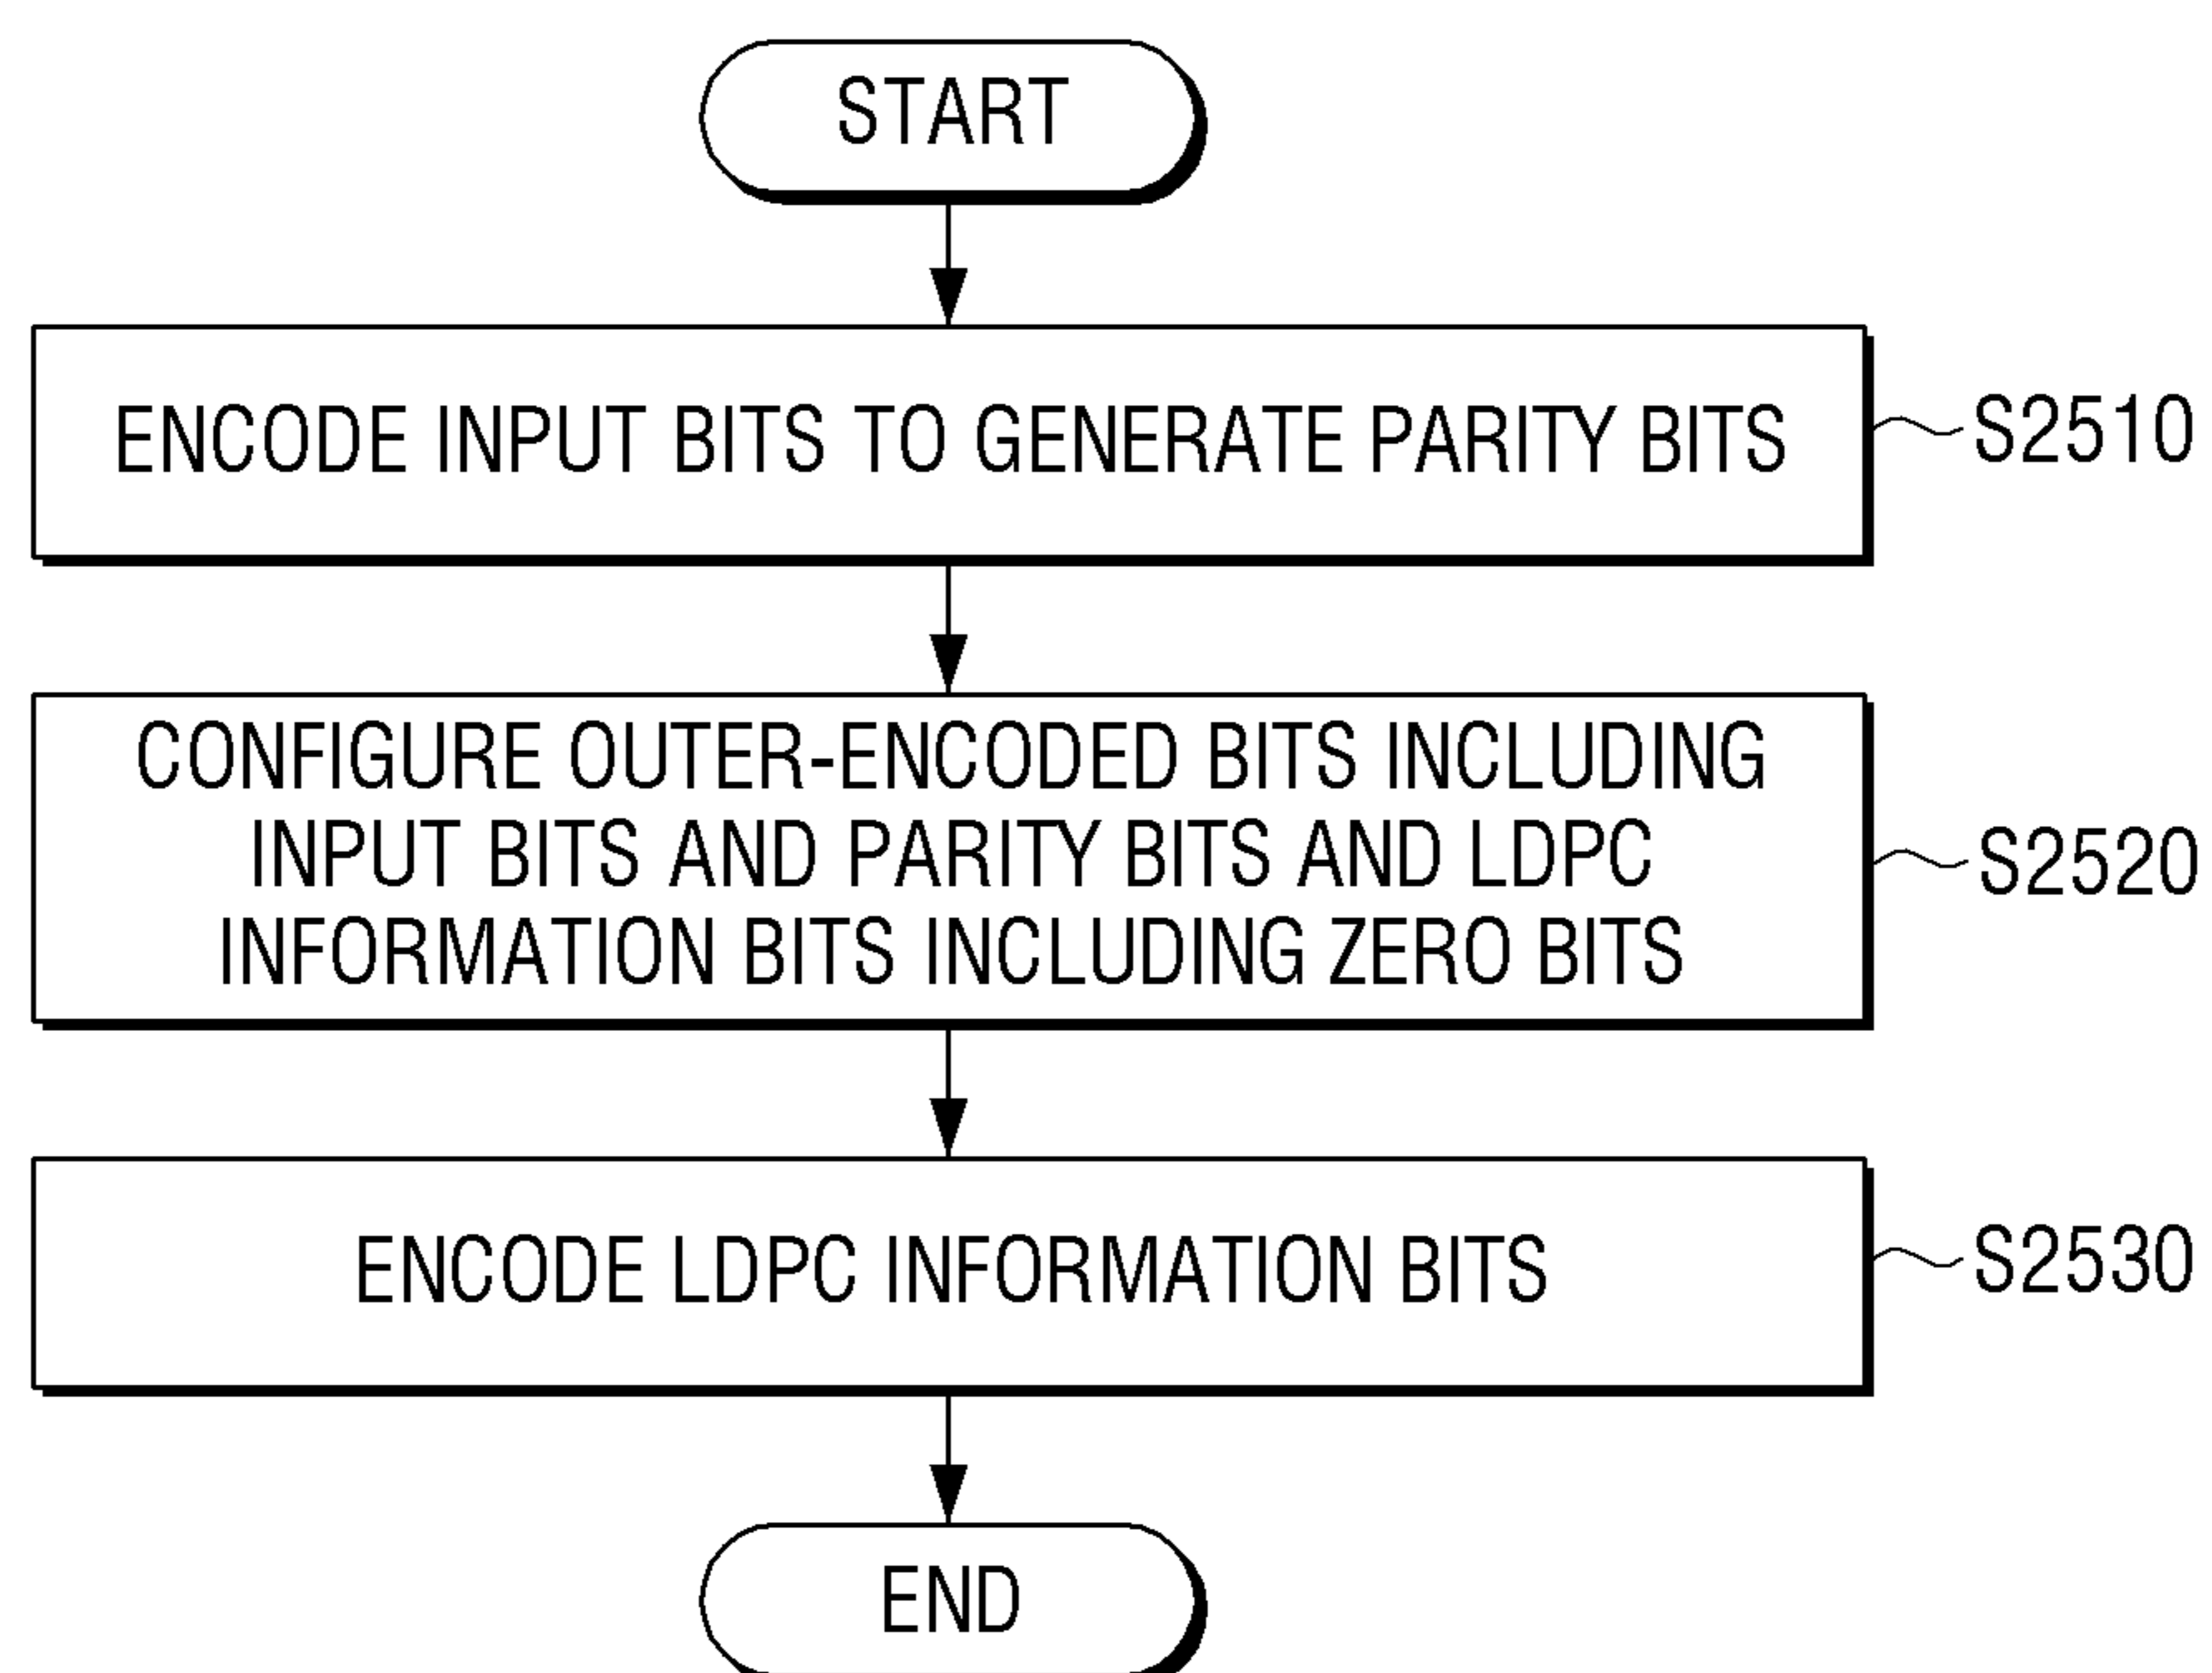 START
ENCODE INPUT BITS TO GENERATE PARITY BITS
S2510
CONFIGURE OUTER-ENCODED BITS INCLUDING
INPUT BITS AND PARITY BITS AND LDPC
INFORMATION BITS INCLUDING ZERO BITS
S2520
ENCODE LDPC INFORMATION BITS
S2530
END